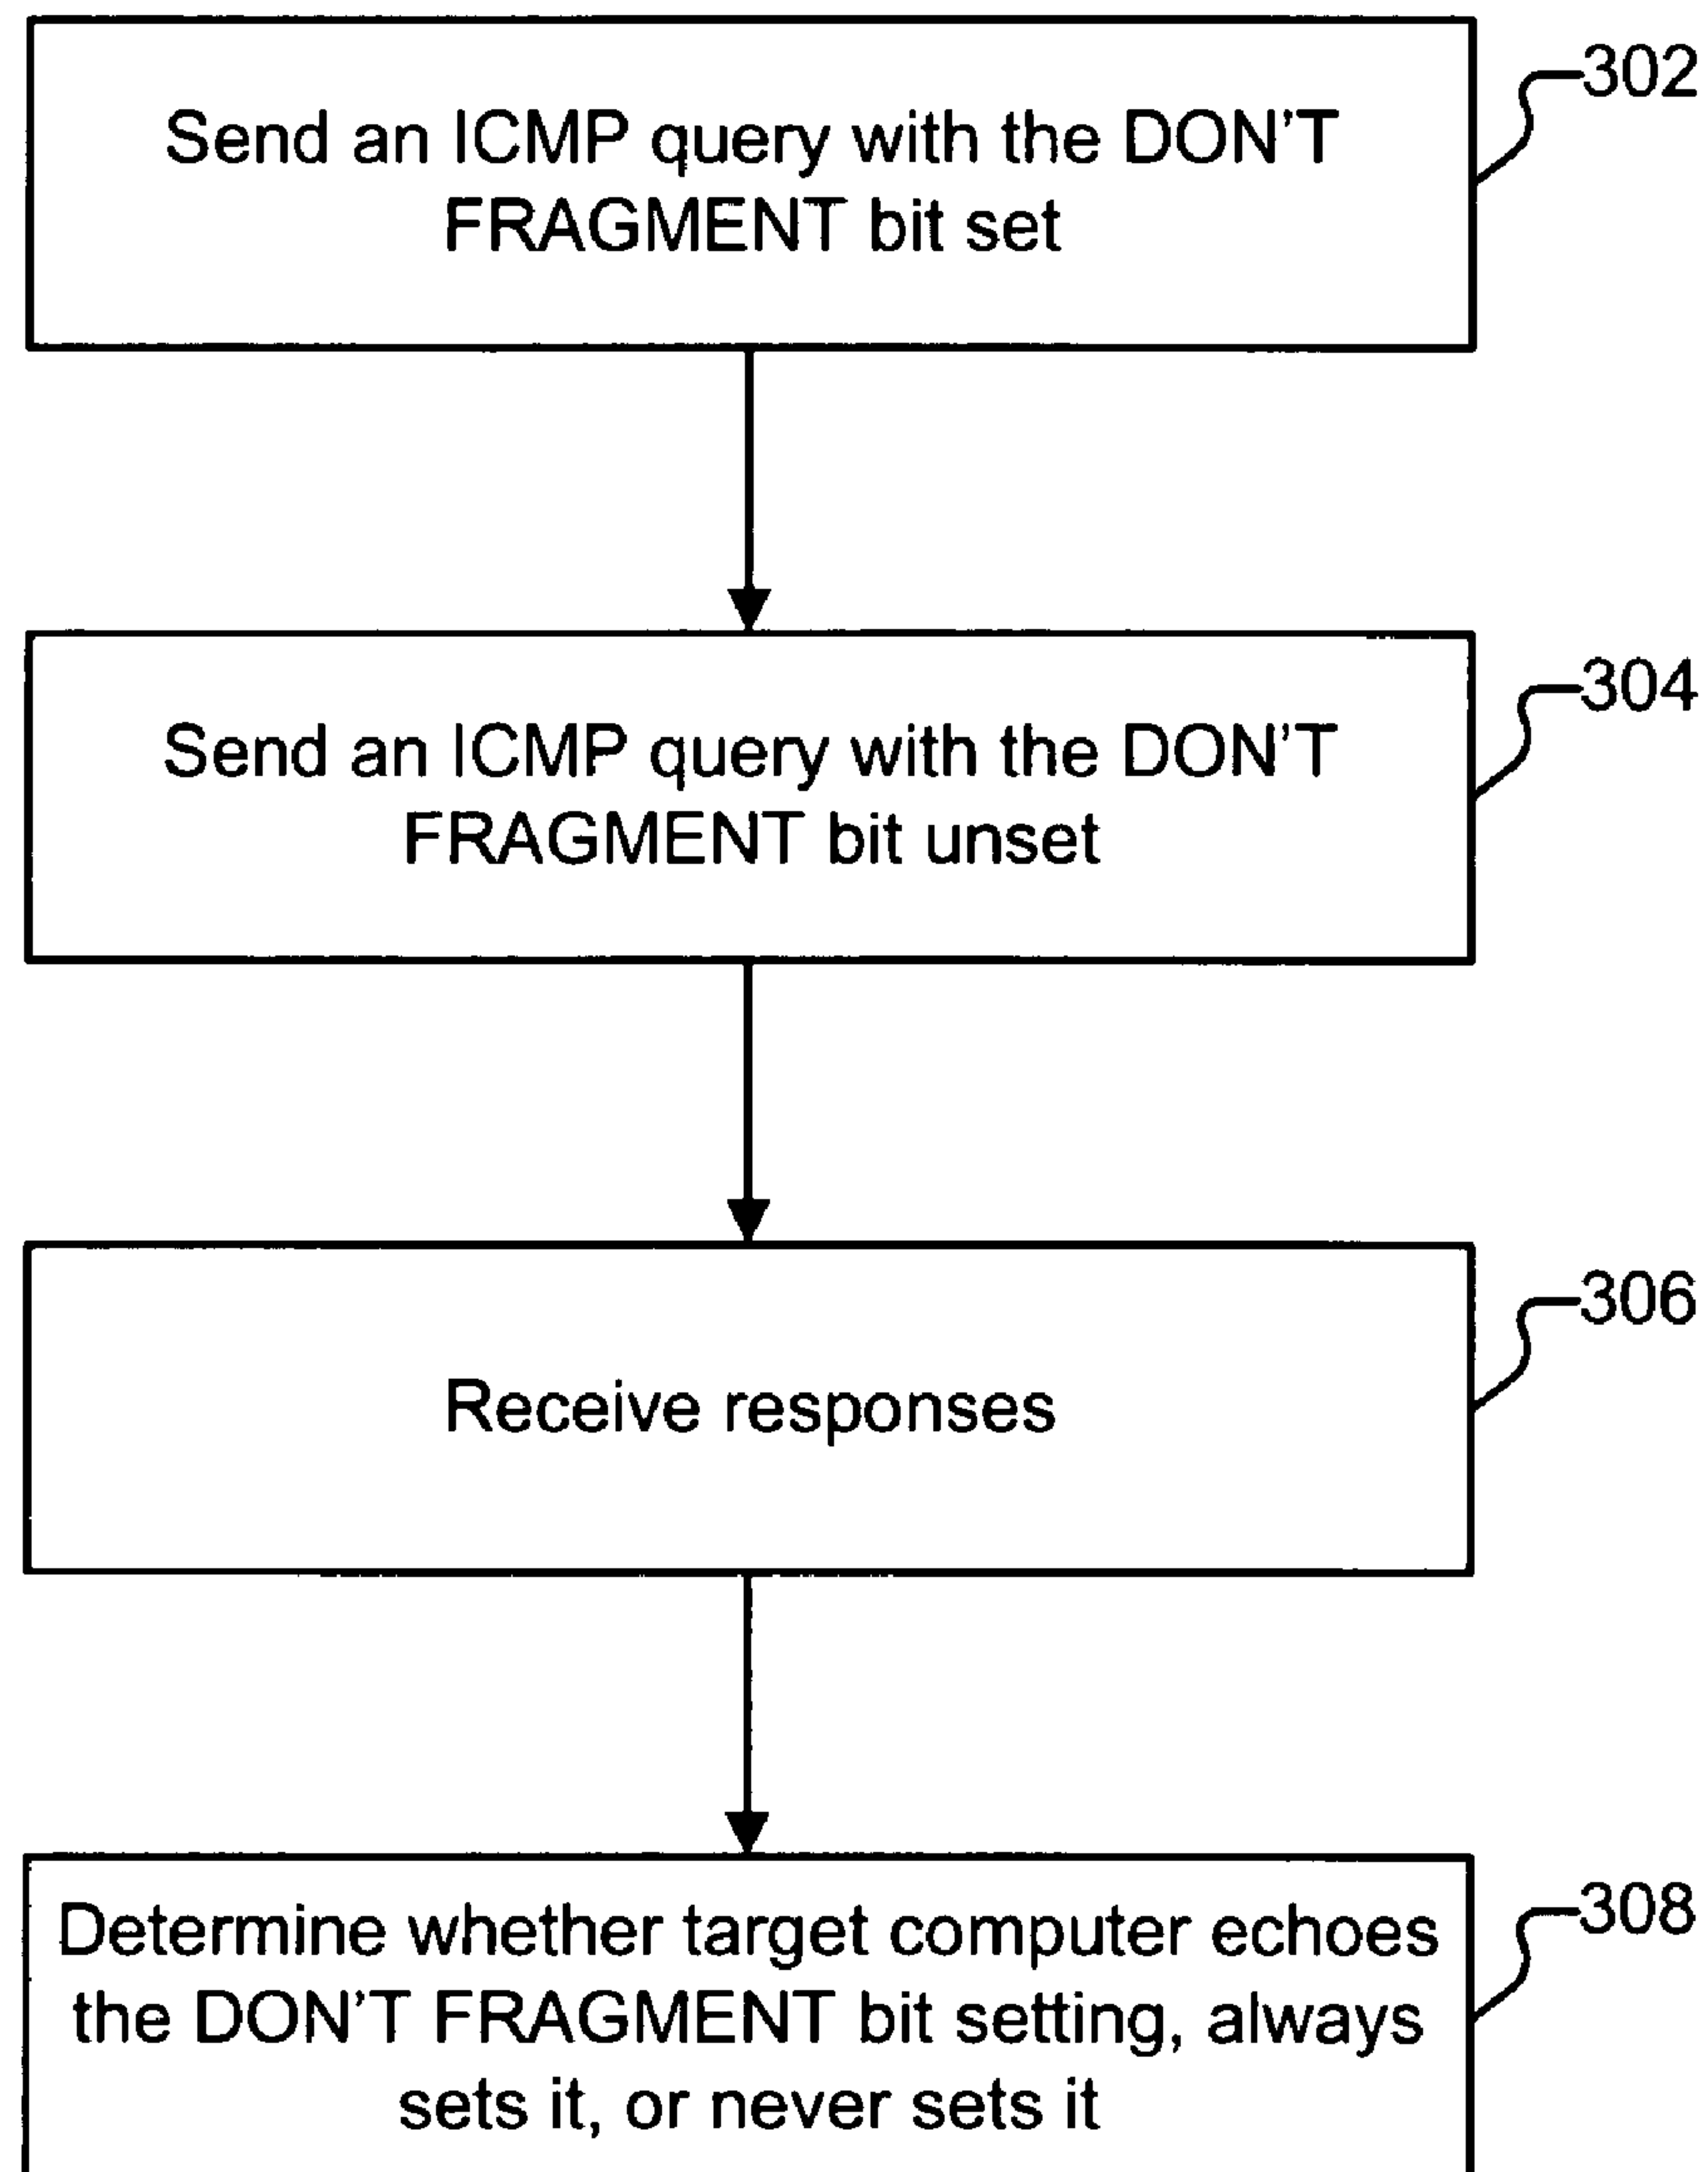 302
Send an ICMP query with the DON'T
FRAGMENT bit set
304
Send an ICMP query with the DON'T
FRAGMENT bit unset
306
Receive responses
308
Determine whether target computer echoes
the DON'T FRAGMENT bit setting, always
sets it, or never sets it